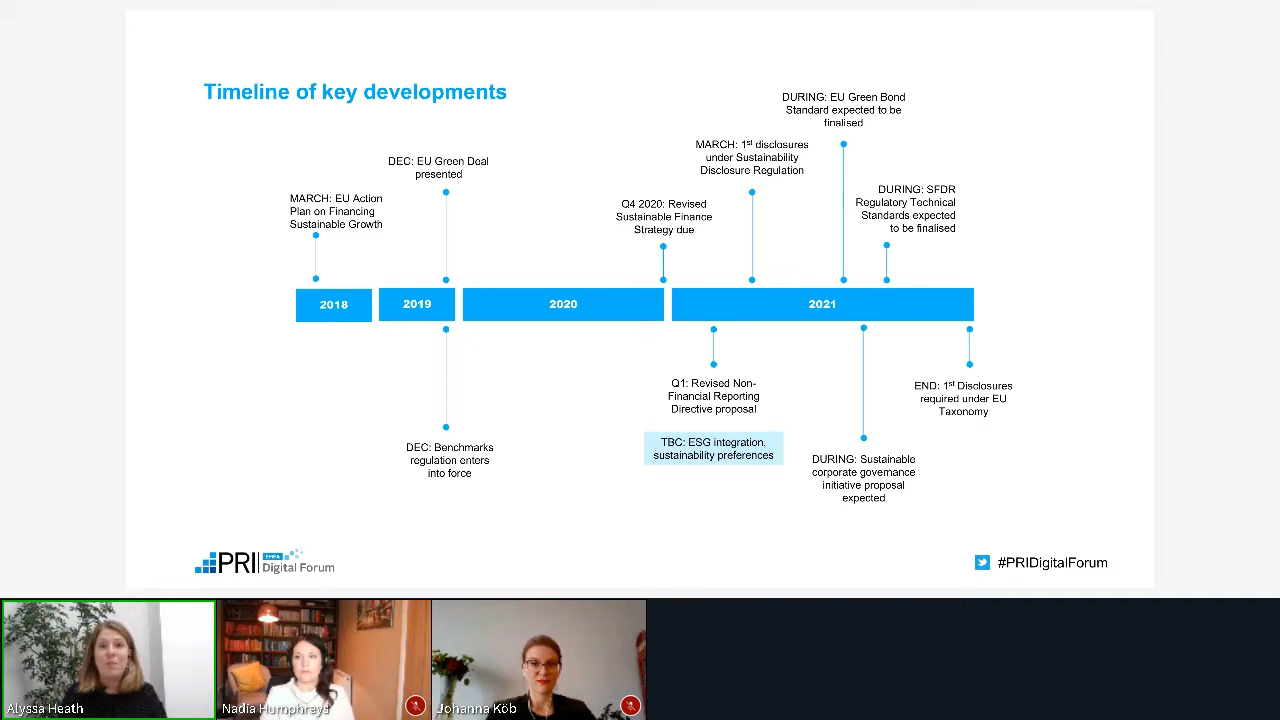 Timeline of key developments
DURING: EU Green Bond
Standard expected to be
finalised
MARCH: 1st disclosures
under Sustainability
Disclosure Regulation
DEC: EU Green Deal
presented
DURING: SFDR
Regulatory Technical
Standards expected
to be finalised
MARCH: EU Action
Plan on Financing
Sustainable Growth
Q4 2020: Revised
Sustainable Finance
Strategy due
2018
2019
2020
2021
Q1: Revised Non-
Financial Reporting
Directive proposal
END: 1st Disclosures
required under EU
Taxonomy
TBC: ESG integration,
sustainability preferences
DEC: Benchmarks
regulation enters
into force
DURING: Sustainable
corporate governance
initiative proposal
expected
PRI
EMEA
Digital Forum
#PRIDigitalForum
Alyssa Heath
Nadia Humphreys
Johanna Köb